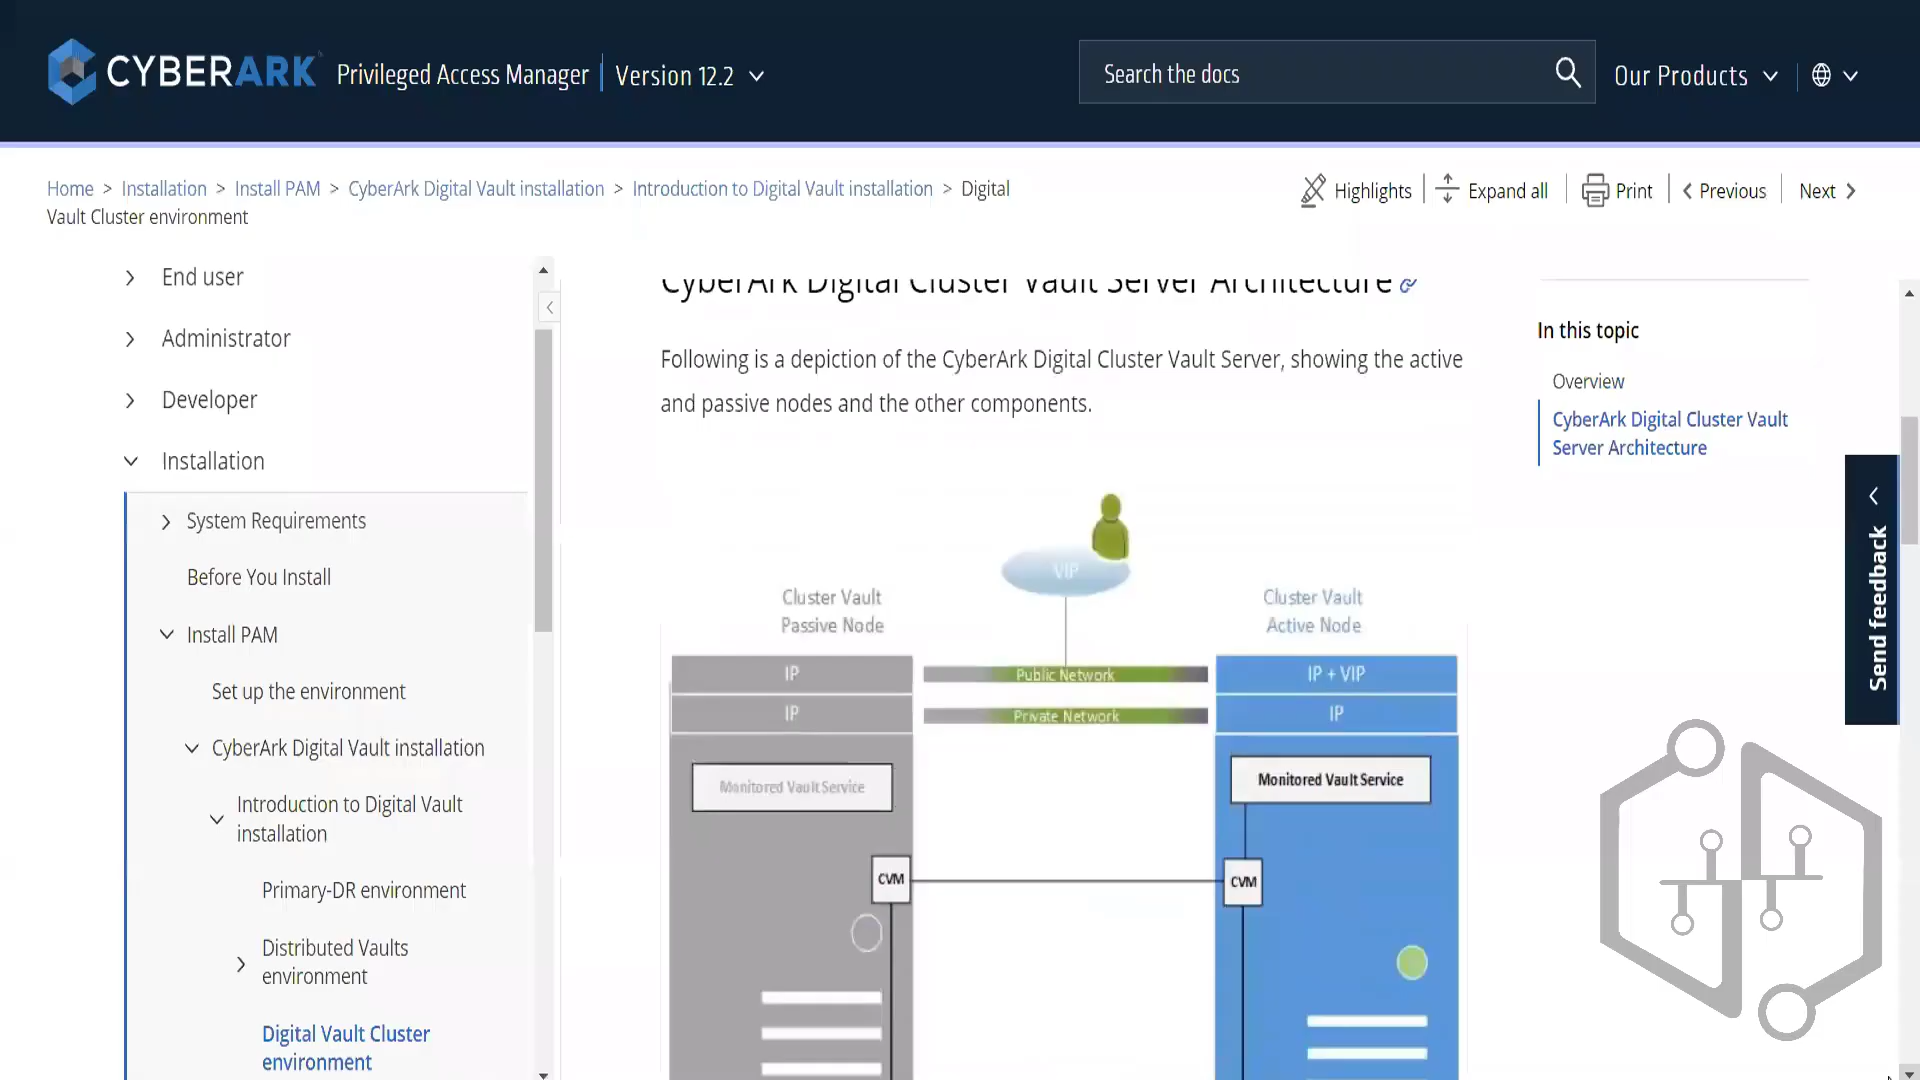 CYBERARK Privileged Access Manager Version 12.2
Search the docs
Our Products
Home > Installation > Install PAM > CyberArk Digital Vault installation > Introduction to Digital Vault installation > Digital
Vault Cluster environment
Highlights
Expand all
Print
Previous
Next
End user
Administrator
Developer
Installation
System Requirements
Before You Install
Install PAM
Set up the environment
CyberArk Digital Vault installation
Introduction to Digital Vault
installation
Primary-DR environment
Distributed Vaults
environment
Digital Vault Cluster
environment
CyberArk Digital Cluster Vault Server Architecture
Following is a depiction of the CyberArk Digital Cluster Vault Server, showing the active
and passive nodes and the other components.
VIP
Cluster Vault
Passive Node
Cluster Vault
Active Node
IP
Public Network
IP + VIP
IP
Private Network
IP
Monitored Vault Service
Monitored Vault Service
CVM
CVM
In this topic
Overview
CyberArk Digital Cluster Vault
Server Architecture
Send feedback